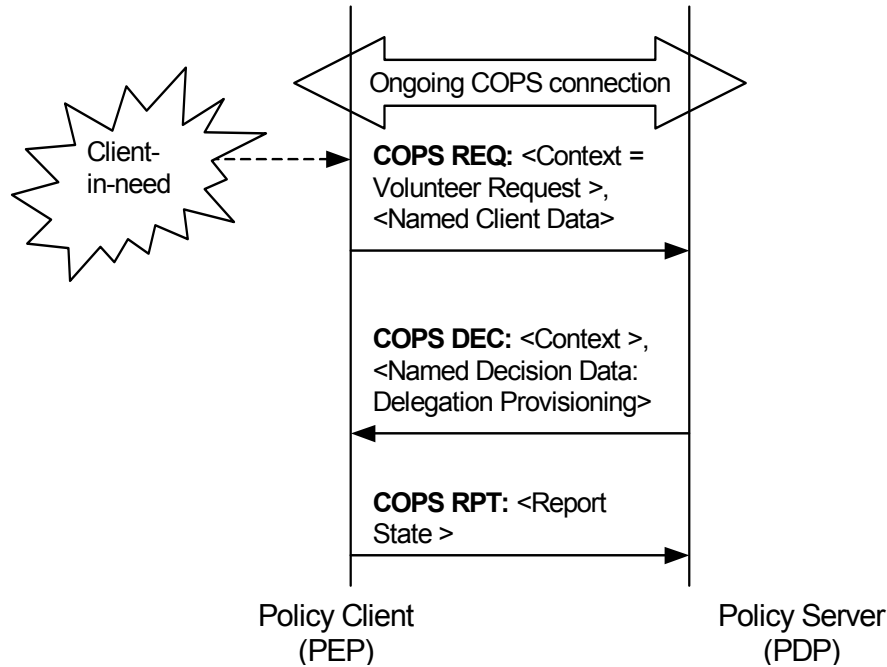 Ongoing COPS connection
Client-
in-need
COPS REQ: <Context =
Volunteer Request >,
<Named Client Data>
COPS DEC: <Context >,
<Named Decision Data:
Delegation Provisioning>
COPS RPT: <Report
State >
Policy Client
(PEP)
Policy Server
(PDP)